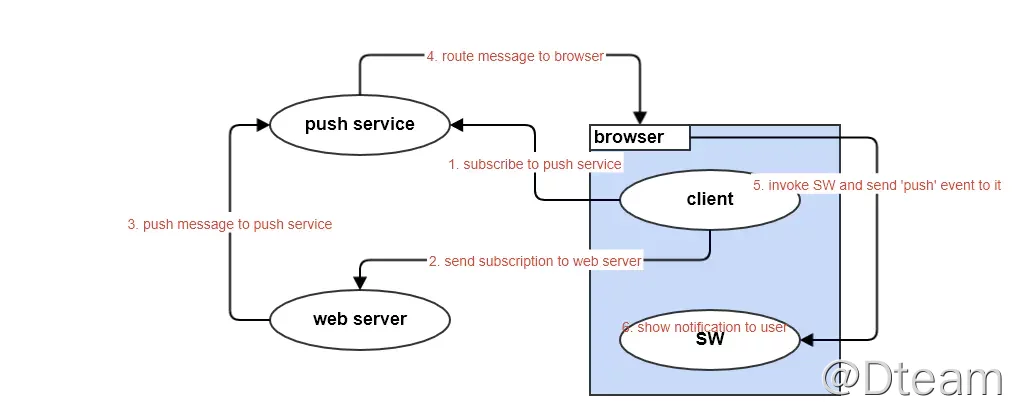 4. route message to browser
push service
browser
1. subscribe to push service
5. invoke SW and send 'push' event to it
client
3. push message to push service
2. send subscription to web server
web server
6. show notification to user
SW
@Dteam